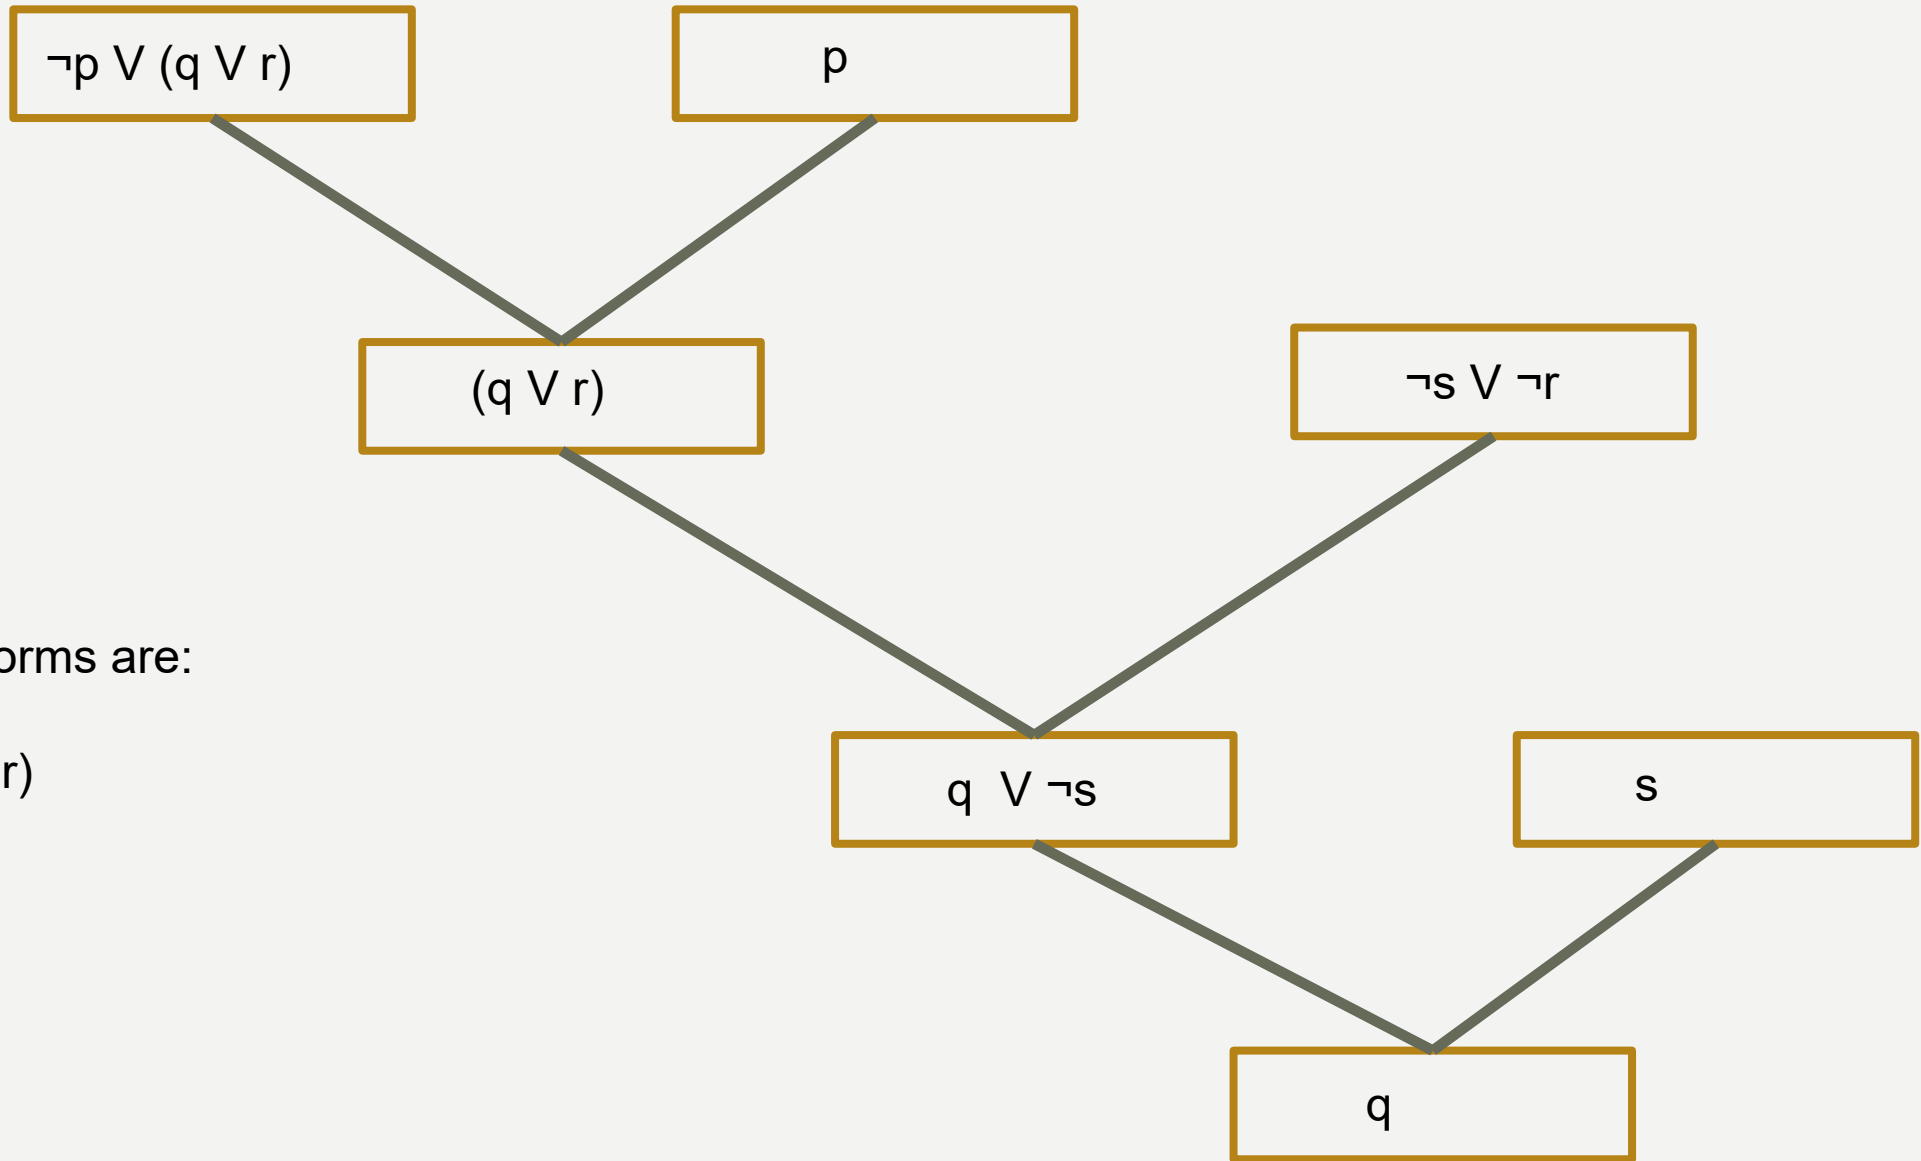 ¬p V (q V r)
p
(q V r)
¬s V ¬r
orms are:
r)
q V ¬s
s
q